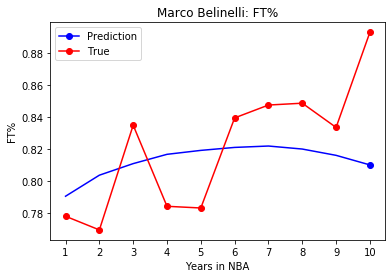 Marco Belinelli: FT%
Prediction
True
0.88
0.86
0.84
0.82
0.80
0.78
FT%
1 2 3 4 5 6 7 8 9 10
Years in NBA